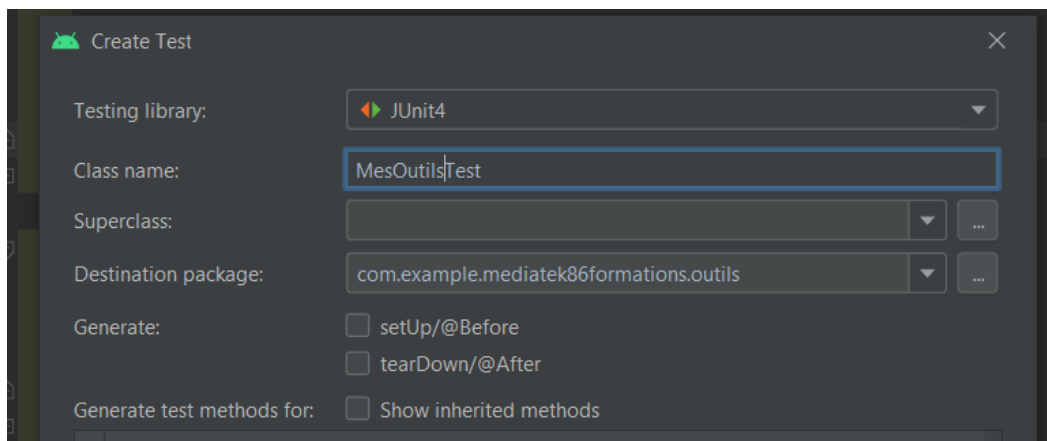 Create Test
Testing library: JUnit4
Class name: MesOutilsTest
Superclass: ...
Destination package: com.example.mediatek86formations.outils ...
Generate: setUp/@Before
tearDown/@After
Generate test methods for: Show inherited methods